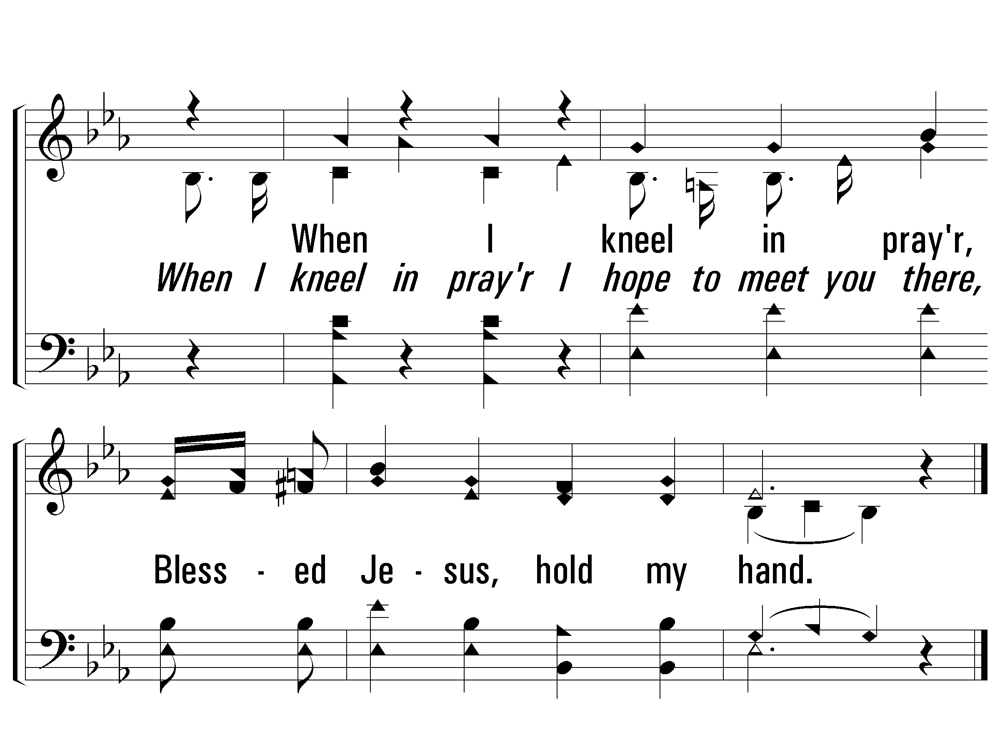 When I kneel in pray'r,
When I kneel in pray'r I hope to meet you there,
Bless - ed Je - sus, hold my hand.